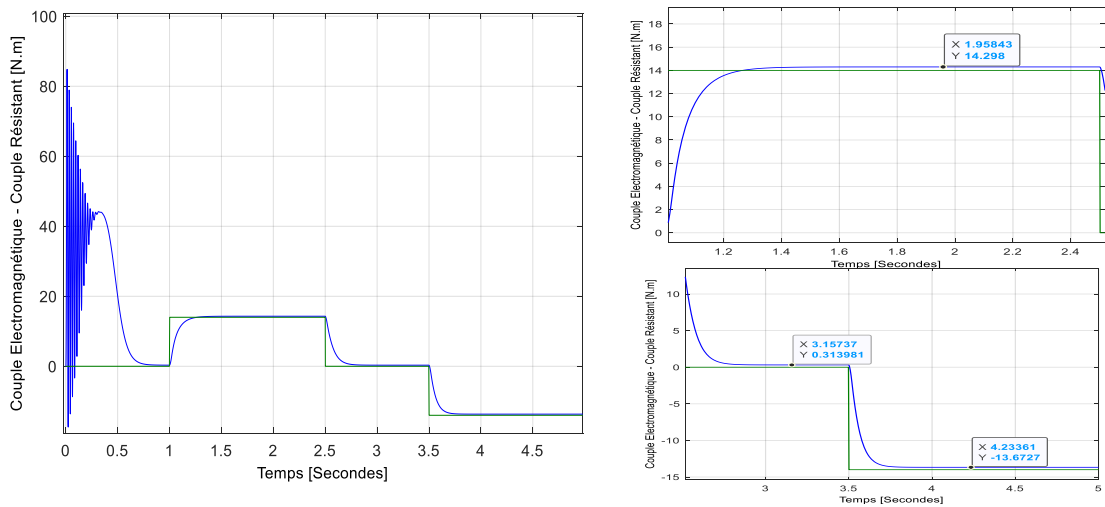 Couple Electromagnétique - Couple Résistant [N.m]
100
80
60
40
20
0
0 0.5 1 1.5 2 2.5 3 3.5 4 4.5
Temps [Secondes]
Couple Electromagnétique - Couple Résistant [N.m]
18
16
14
12
10
8
6
4
2
0
X 1.95843
Y 14.298
1.2 1.4 1.6 1.8 2 2.2 2.4
Temps [Secondes]
Couple Electromagnétique - Couple Résistant [N.m]
10
5
0
-5
-10
-15
X 3.15737
Y 0.313981
X 4.23361
Y -13.6727
3 3.5 4 4.5 5
Temps [Secondes]